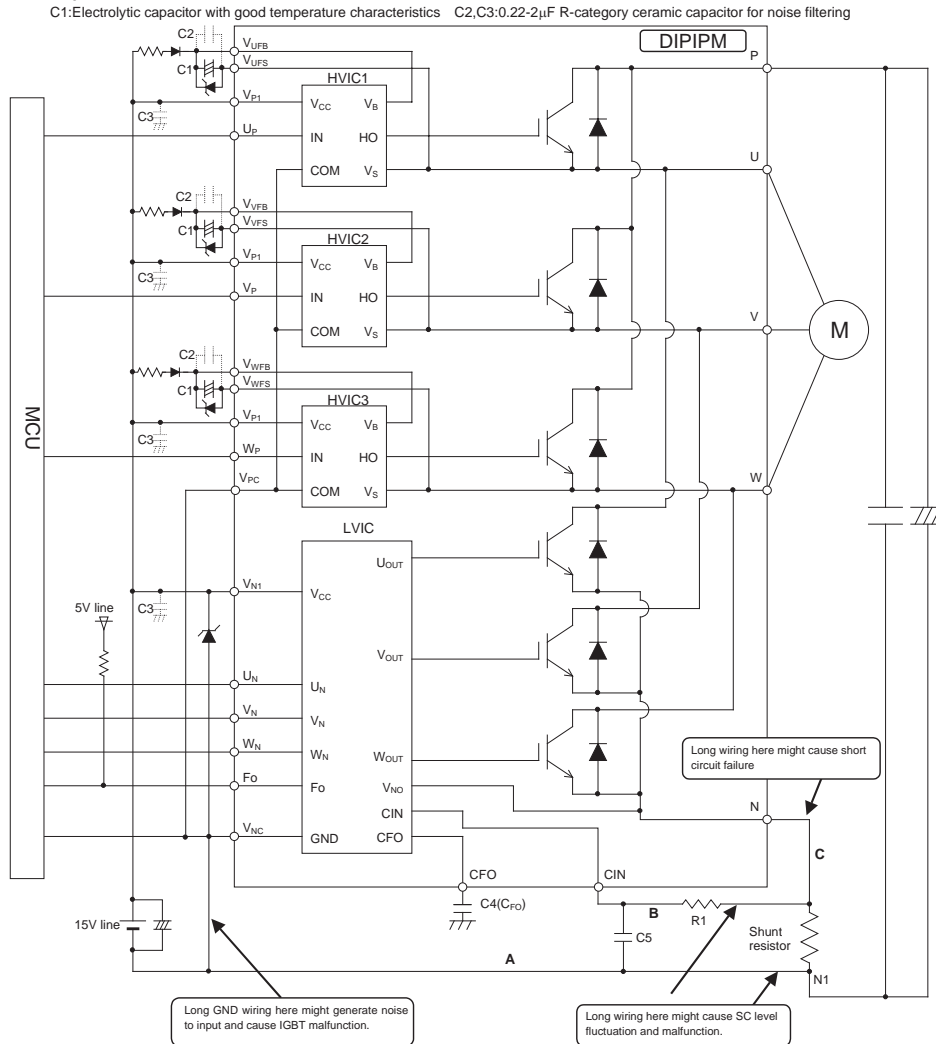 C1:Electrolytic capacitor with good temperature characteristics C2,C3:0.22-2μF R-category ceramic capacitor for noise filtering
DIPIPM
C2
C1
C3
VUFB
VUFS
VP1
UP
HVIC1
VCC
VB
IN
HO
COM
VS
P
U
C2
C1
C3
VVFB
VVFS
VP1
VP
HVIC2
VCC
VB
IN
HO
COM
VS
V
M
MCU
C2
C1
C3
VWFB
VWFS
VP1
WP
VPC
HVIC3
VCC
VB
IN
HO
COM
VS
W
LVIC
UOUT
VN1
VCC
C3
5V line
VOUT
UN
UN
VN
VN
WN
WN
WOUT
Fo
Fo
VNO
CIN
VNC
GND
CFO
Long wiring here might cause short
circuit failure
N
C
CFO
CIN
C4(CFO)
15V line
B
R1
C5
Shunt
resistor
A
N1
Long GND wiring here might generate noise
to input and cause IGBT malfunction.
Long wiring here might cause SC level
fluctuation and malfunction.